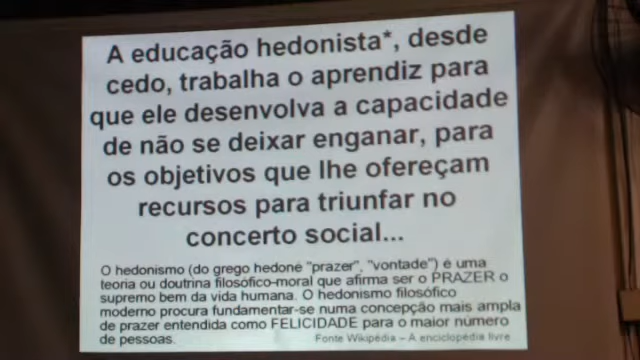 A educação hedonista*, desde
cedo, trabalha o aprendiz para
que ele desenvolva a capacidade
de não se deixar enganar, para
os objetivos que lhe ofereçam
recursos para triunfar no
concerto social...
O hedonismo (do grego hedonê "prazer", "vontade") é uma
teoria ou doutrina filosófico-moral que afirma ser o PRAZER o
supremo bem da vida humana. O hedonismo filosófico
moderno procura fundamentar-se numa concepção mais ampla
de prazer entendida como FELICIDADE para o maior número
de pessoas.
Fonte Wikipédia – A enciclopédia livre